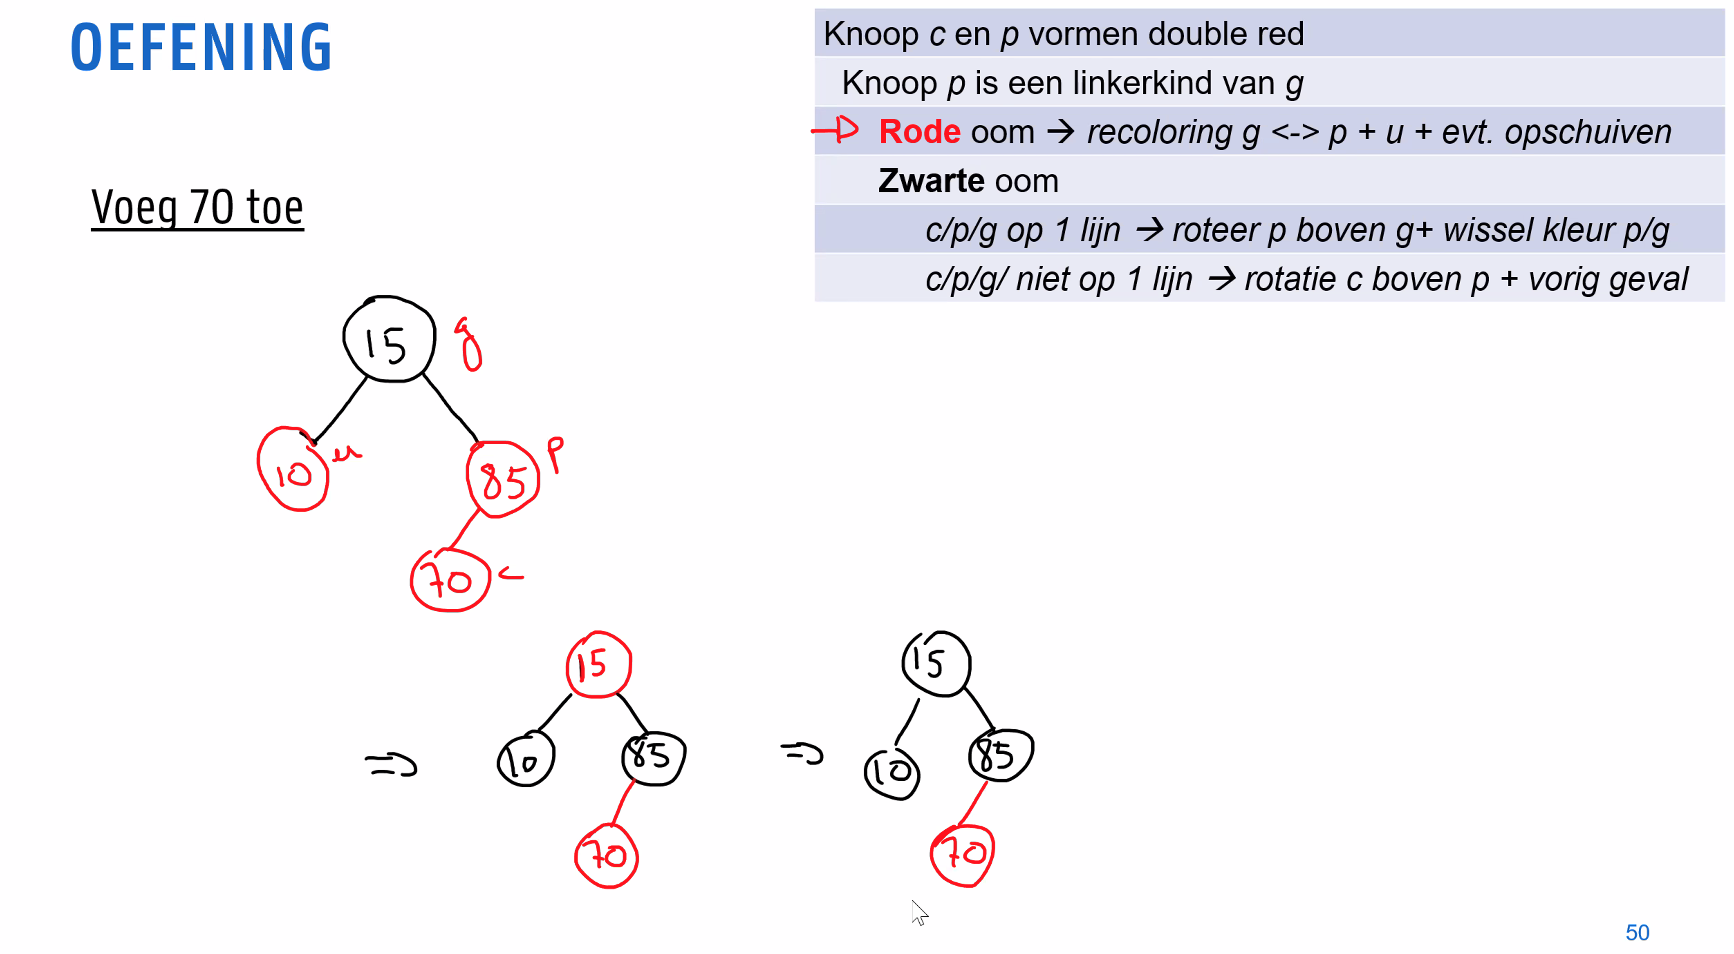 OEFENING
Knoop c en p vormen double red
Knoop p is een linkerkind van g
Rode oom → recoloring g <-> p + u + evt. opschuiven
Zwarte oom
c/p/g op 1 lijn → roteer p boven g+ wissel kleur p/g
c/p/g/ niet op 1 lijn → rotatie c boven p + vorig geval
Voeg 70 toe
15 g
10 u 85 p
70 c
15 15
⇒ 10 85 ⇒ 10 85
70 70
50